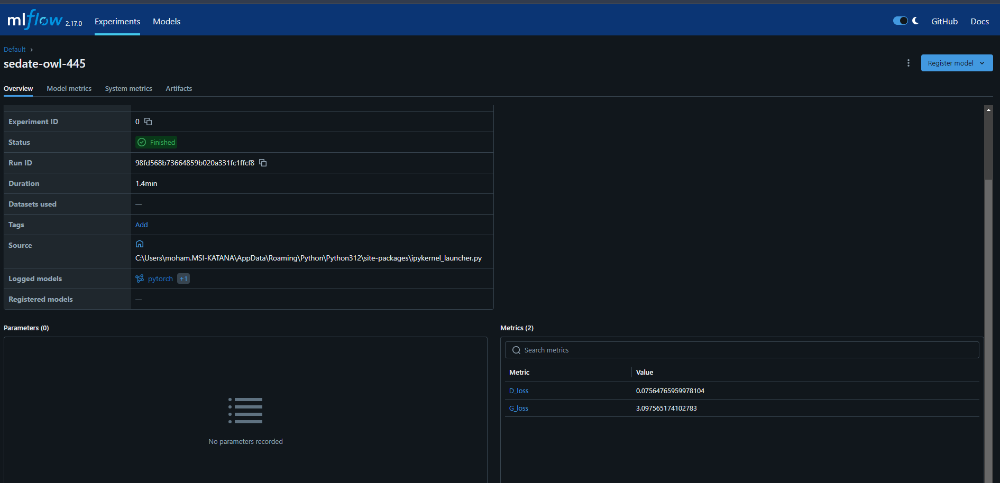 mlflow 2.17.0 Experiments Models GitHub Docs
Default
sedate-owl-445
Register model
Overview Model metrics System metrics Artifacts
Experiment ID 0
Status Finished
Run ID 98fd568b73664859b020a331fc1ffcf8
Duration 1.4min
Datasets used —
Tags Add
Source
C:\Users\moham.MSI-KATANA\AppData\Roaming\Python\Python312\site-packages\ipykernel_launcher.py
Logged models pytorch +1
Registered models —
Parameters (0) Metrics (2)
Search metrics
Metric Value
D_loss 0.07564765959978104
G_loss 3.097565174102783
No parameters recorded